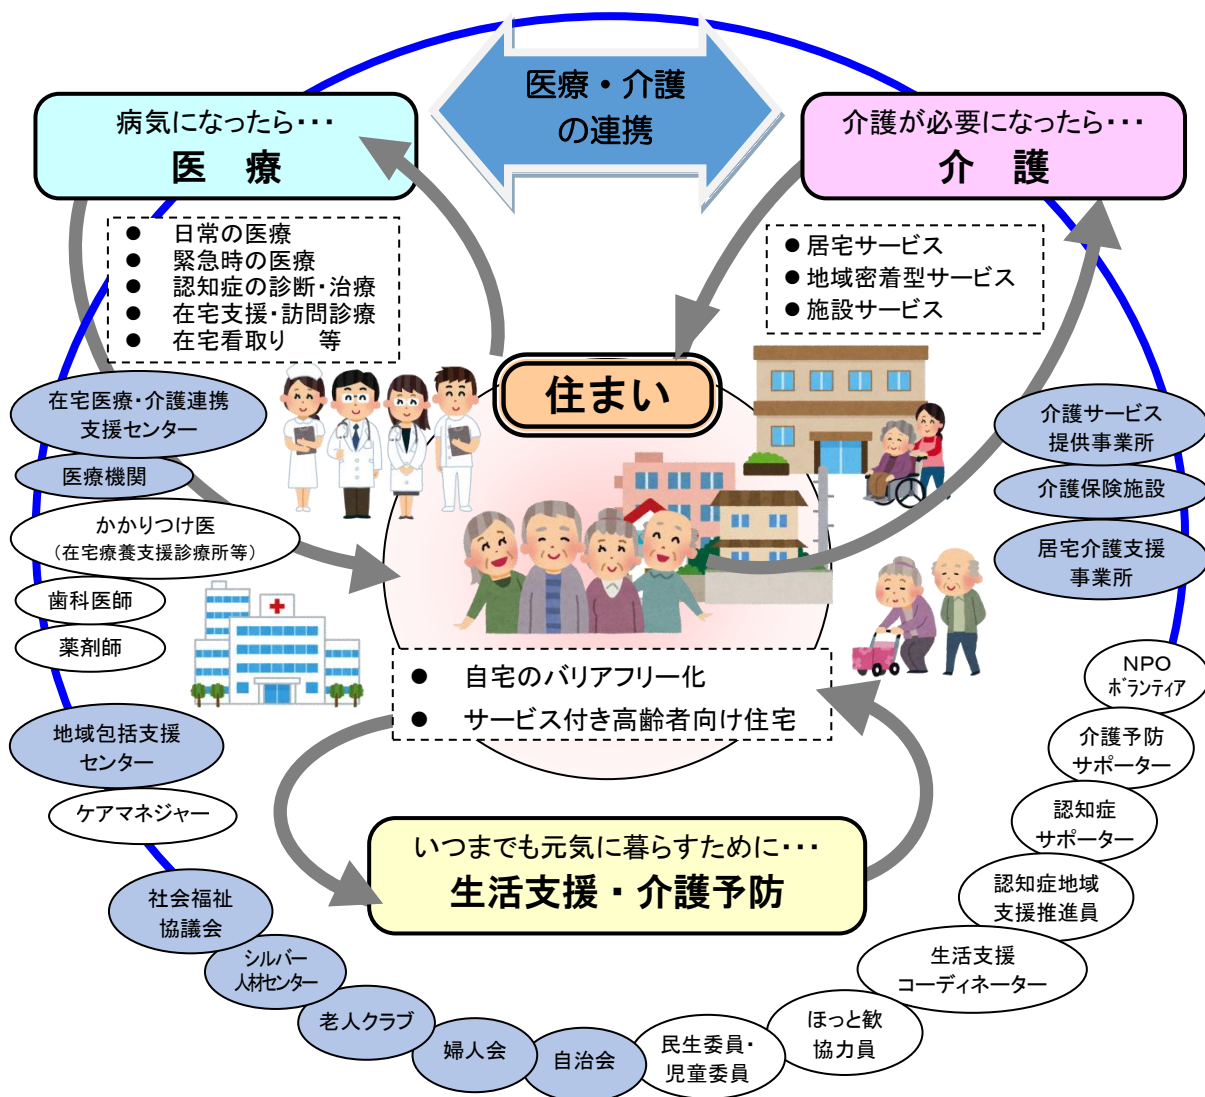 医療・介護
の連携
病気になったら･･･
医　療
介護が必要になったら･･･
介　護
● 日常の医療
● 緊急時の医療
● 認知症の診断・治療
● 在宅支援・訪問診療
● 在宅看取り　等
● 居宅サービス
● 地域密着型サービス
● 施設サービス
住まい
在宅医療・介護連携
支援センター
医療機関
かかりつけ医
（在宅療養支援診療所等）
歯科医師
薬剤師
介護サービス
提供事業所
介護保険施設
居宅介護支援
事業所
● 自宅のバリアフリー化
● サービス付き高齢者向け住宅
地域包括支援
センター
ケアマネジャー
いつまでも元気に暮らすために･･･
生活支援・介護予防
社会福祉
協議会
シルバー
人材センター
老人クラブ
婦人会
自治会
民生委員・
児童委員
ほっと歓
協力員
生活支援
コーディネーター
認知症地域
支援推進員
認知症
サポーター
介護予防
サポーター
NPO
ボランティア